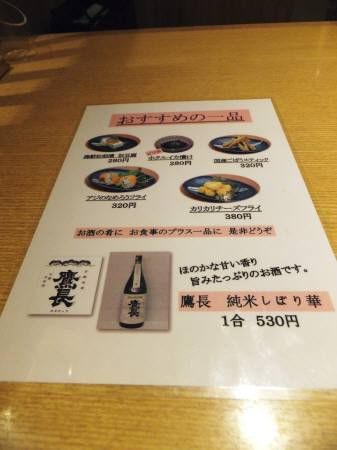 おすすめの一品
280円
ホタルイカ漬け
280円
国産ごぼうスティック
320円
アジのなめろうフライ
320円
カリカリチーズフライ
380円
お酒の肴に お食事のプラス一品に 是非どうぞ
鷹長
鷹長
ほのかな甘い香り
旨みたっぷりのお酒です。
鷹長 純米しぼり華
1合 530円